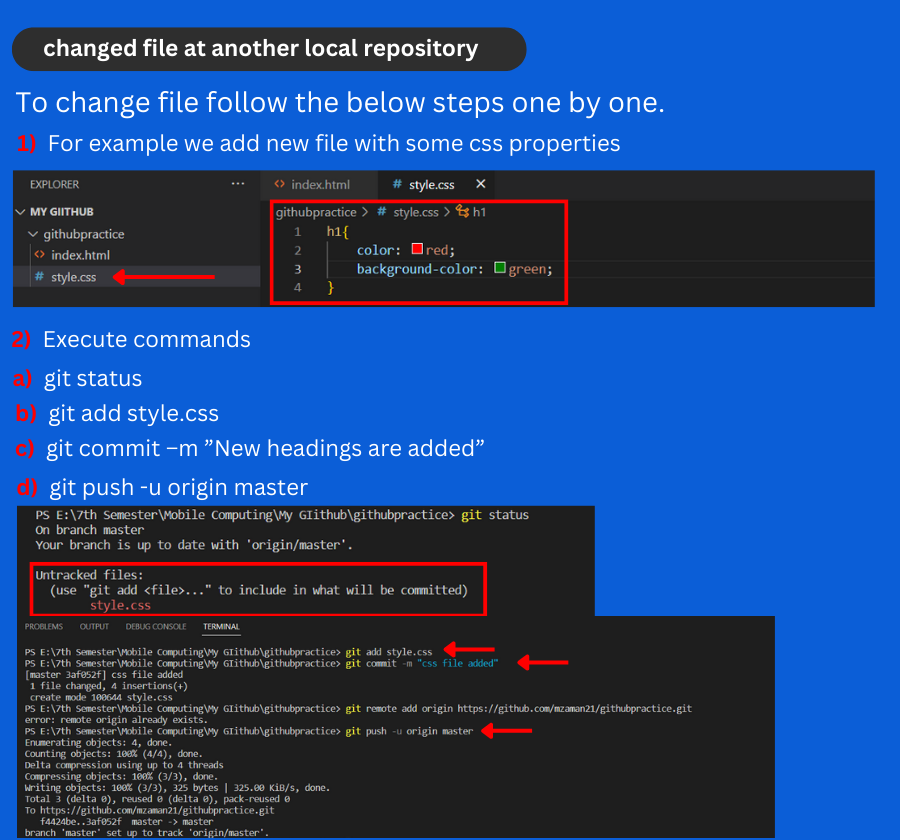 changed file at another local repository
To change file follow the below steps one by one.
1) For example we add new file with some css properties
EXPLORER ...
MY GIITHUB
githubpractice
<> index.html
# style.css
<> index.html # style.css ×
githubpractice > # style.css > h1
1 h1{
2 color: red;
3 background-color: green;
4 }
2) Execute commands
a) git status
b) git add style.css
c) git commit –m ”New headings are added”
d) git push -u origin master
PS E:\7th Semester\Mobile Computing\My GIithub\githubpractice> git status
On branch master
Your branch is up to date with 'origin/master'.
Untracked files:
(use "git add <file>..." to include in what will be committed)
style.css
PROBLEMS OUTPUT DEBUG CONSOLE TERMINAL
PS E:\7th Semester\Mobile Computing\My GIithub\githubpractice> git add style.css
PS E:\7th Semester\Mobile Computing\My GIithub\githubpractice> git commit -m "css file added"
[master 3af052f] css file added
1 file changed, 4 insertions(+)
create mode 100644 style.css
PS E:\7th Semester\Mobile Computing\My GIithub\githubpractice> git remote add origin https://github.com/mzaman21/githubpractice.git
error: remote origin already exists.
PS E:\7th Semester\Mobile Computing\My GIithub\githubpractice> git push -u origin master
Enumerating objects: 4, done.
Counting objects: 100% (4/4), done.
Delta compression using up to 4 threads
Compressing objects: 100% (3/3), done.
Writing objects: 100% (3/3), 325 bytes | 325.00 KiB/s, done.
Total 3 (delta 0), reused 0 (delta 0), pack-reused 0
To https://github.com/mzaman21/githubpractice.git
f4424be..3af052f master -> master
branch 'master' set up to track 'origin/master'.